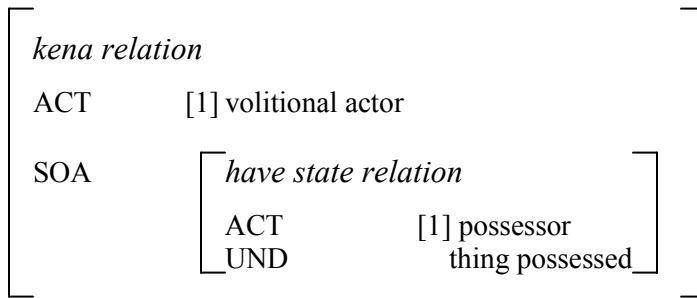 kena relation
ACT [1] volitional actor
SOA have state relation
ACT [1] possessor
UND thing possessed